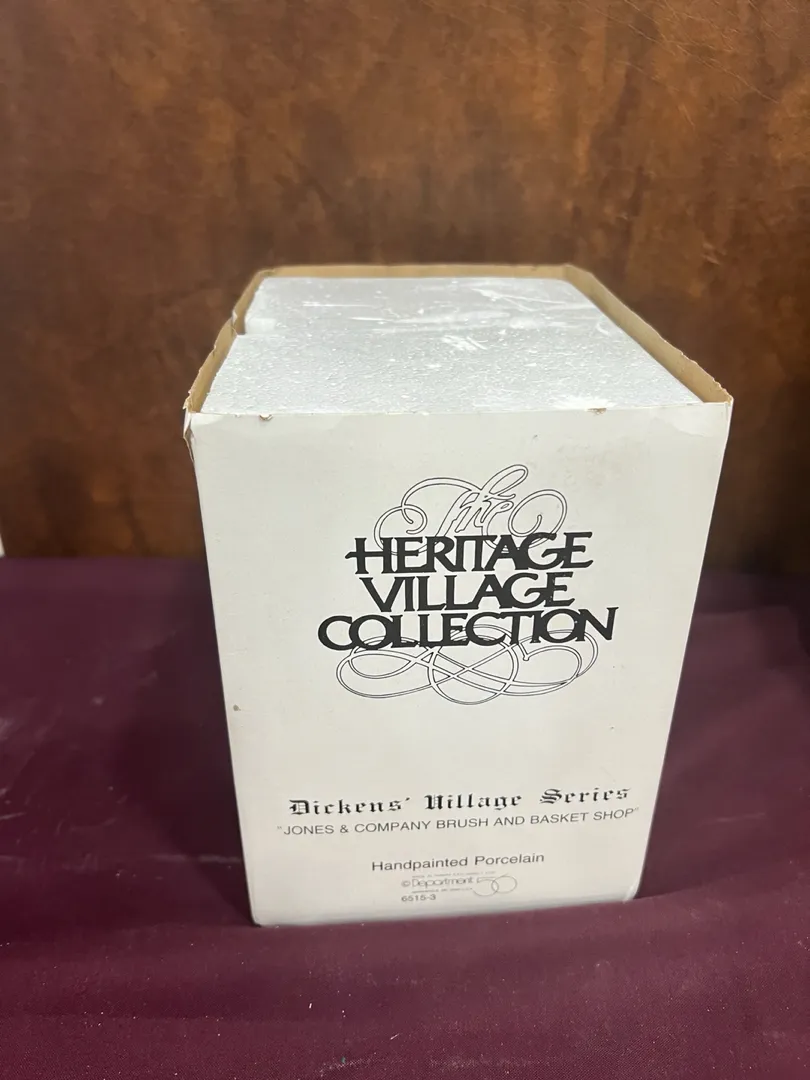 The
HERITAGE
VILLAGE
COLLECTION
Dickens' Village Series
"JONES & COMPANY BRUSH AND BASKET SHOP"
Handpainted Porcelain
© Department 56
6515-3